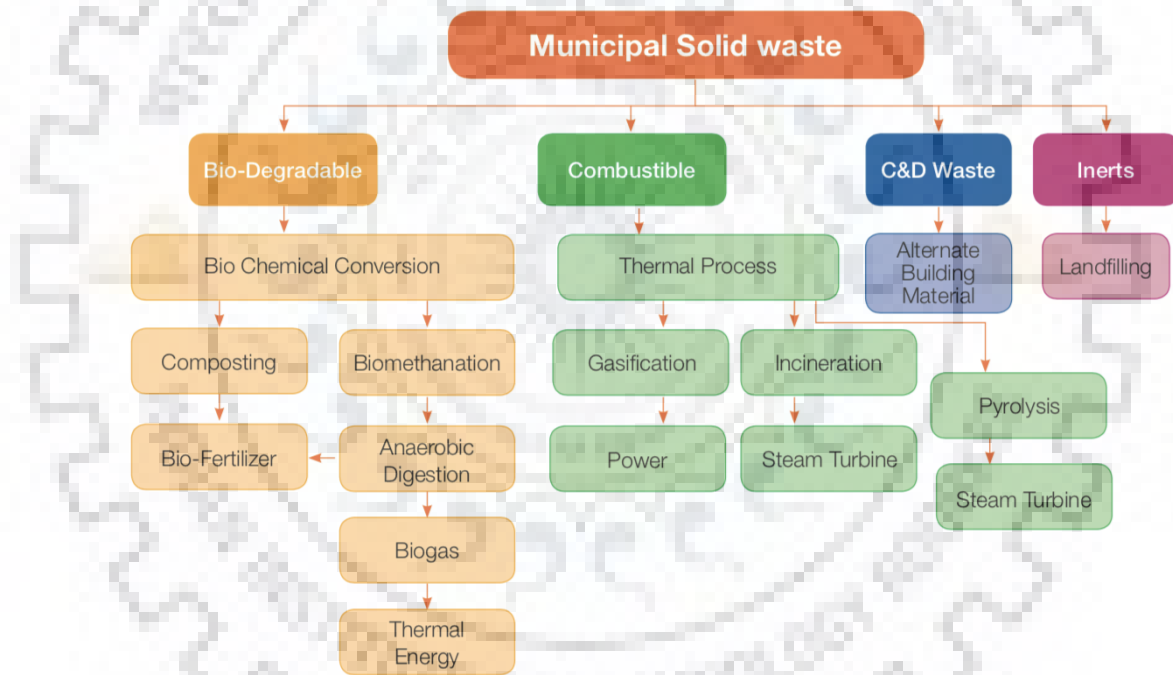 Municipal Solid waste
Bio-Degradable
Combustible
C&D Waste
Inerts
Bio Chemical Conversion
Thermal Process
Alternate
Building
Material
Landfilling
Composting
Biomethanation
Gasification
Incineration
Pyrolysis
Bio-Fertilizer
Anaerobic
Digestion
Power
Steam Turbine
Steam Turbine
Biogas
Thermal
Energy